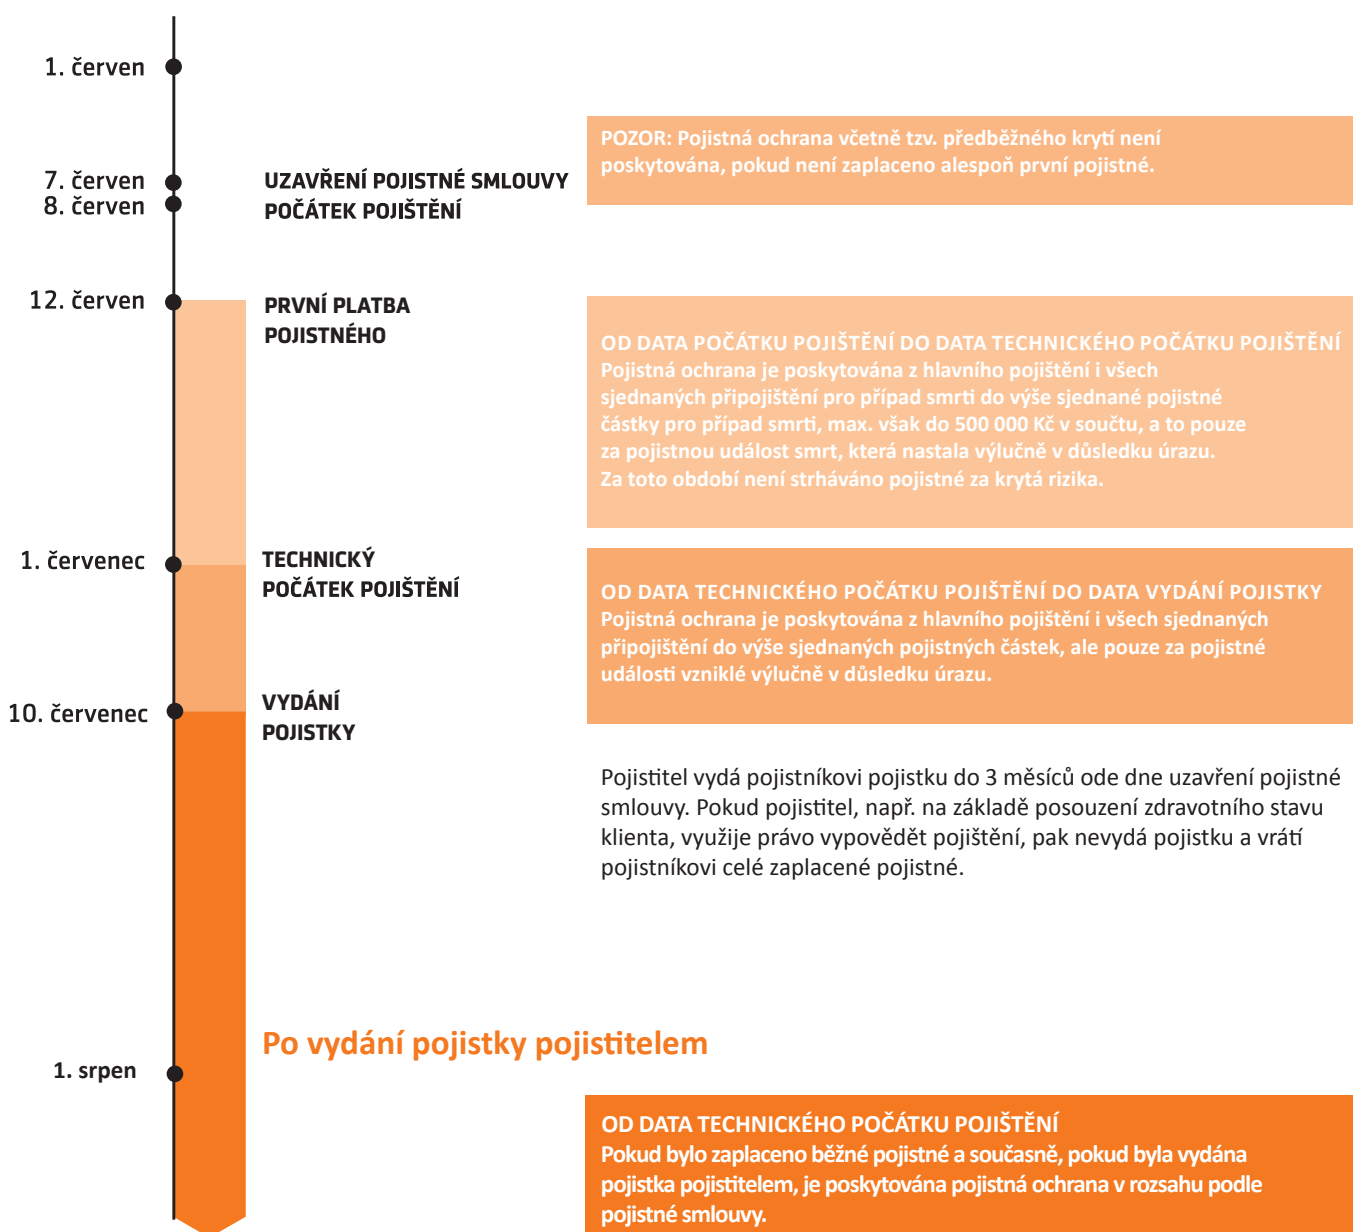 1. červen
POZOR: Pojistná ochrana včetně tzv. předběžného krytí není
poskytována, pokud není zaplaceno alespoň první pojistné.
7. červen
UZAVŘENÍ POJISTNÉ SMLOUVY
8. červen
POČÁTEK POJIŠTĚNÍ
12. červen
PRVNÍ PLATBA
POJISTNÉHO
OD DATA POČÁTKU POJIŠTĚNÍ DO DATA TECHNICKÉHO POČÁTKU POJIŠTĚNÍ
Pojistná ochrana je poskytována z hlavního pojištění i všech
sjednaných připojištění pro případ smrti do výše sjednané pojistné
částky pro případ smrti, max. však do 500 000 Kč v součtu, a to pouze
za pojistnou událost smrt, která nastala výlučně v důsledku úrazu.
Za toto období není strháváno pojistné za krytá rizika.
1. červenec
TECHNICKÝ
POČÁTEK POJIŠTĚNÍ
OD DATA TECHNICKÉHO POČÁTKU POJIŠTĚNÍ DO DATA VYDÁNÍ POJISTKY
Pojistná ochrana je poskytována z hlavního pojištění i všech sjednaných
připojištění do výše sjednaných pojistných částek, ale pouze za pojistné
události vzniklé výlučně v důsledku úrazu.
10. červenec
VYDÁNÍ
POJISTKY
Pojistitel vydá pojistníkovi pojistku do 3 měsíců ode dne uzavření pojistné
smlouvy. Pokud pojistitel, např. na základě posouzení zdravotního stavu
klienta, využije právo vypovědět pojištění, pak nevydá pojistku a vrátí
pojistníkovi celé zaplacené pojistné.
Po vydání pojistky pojistitelem
1. srpen
OD DATA TECHNICKÉHO POČÁTKU POJIŠTĚNÍ
Pokud bylo zaplaceno běžné pojistné a současně, pokud byla vydána
pojistka pojistitelem, je poskytována pojistná ochrana v rozsahu podle
pojistné smlouvy.